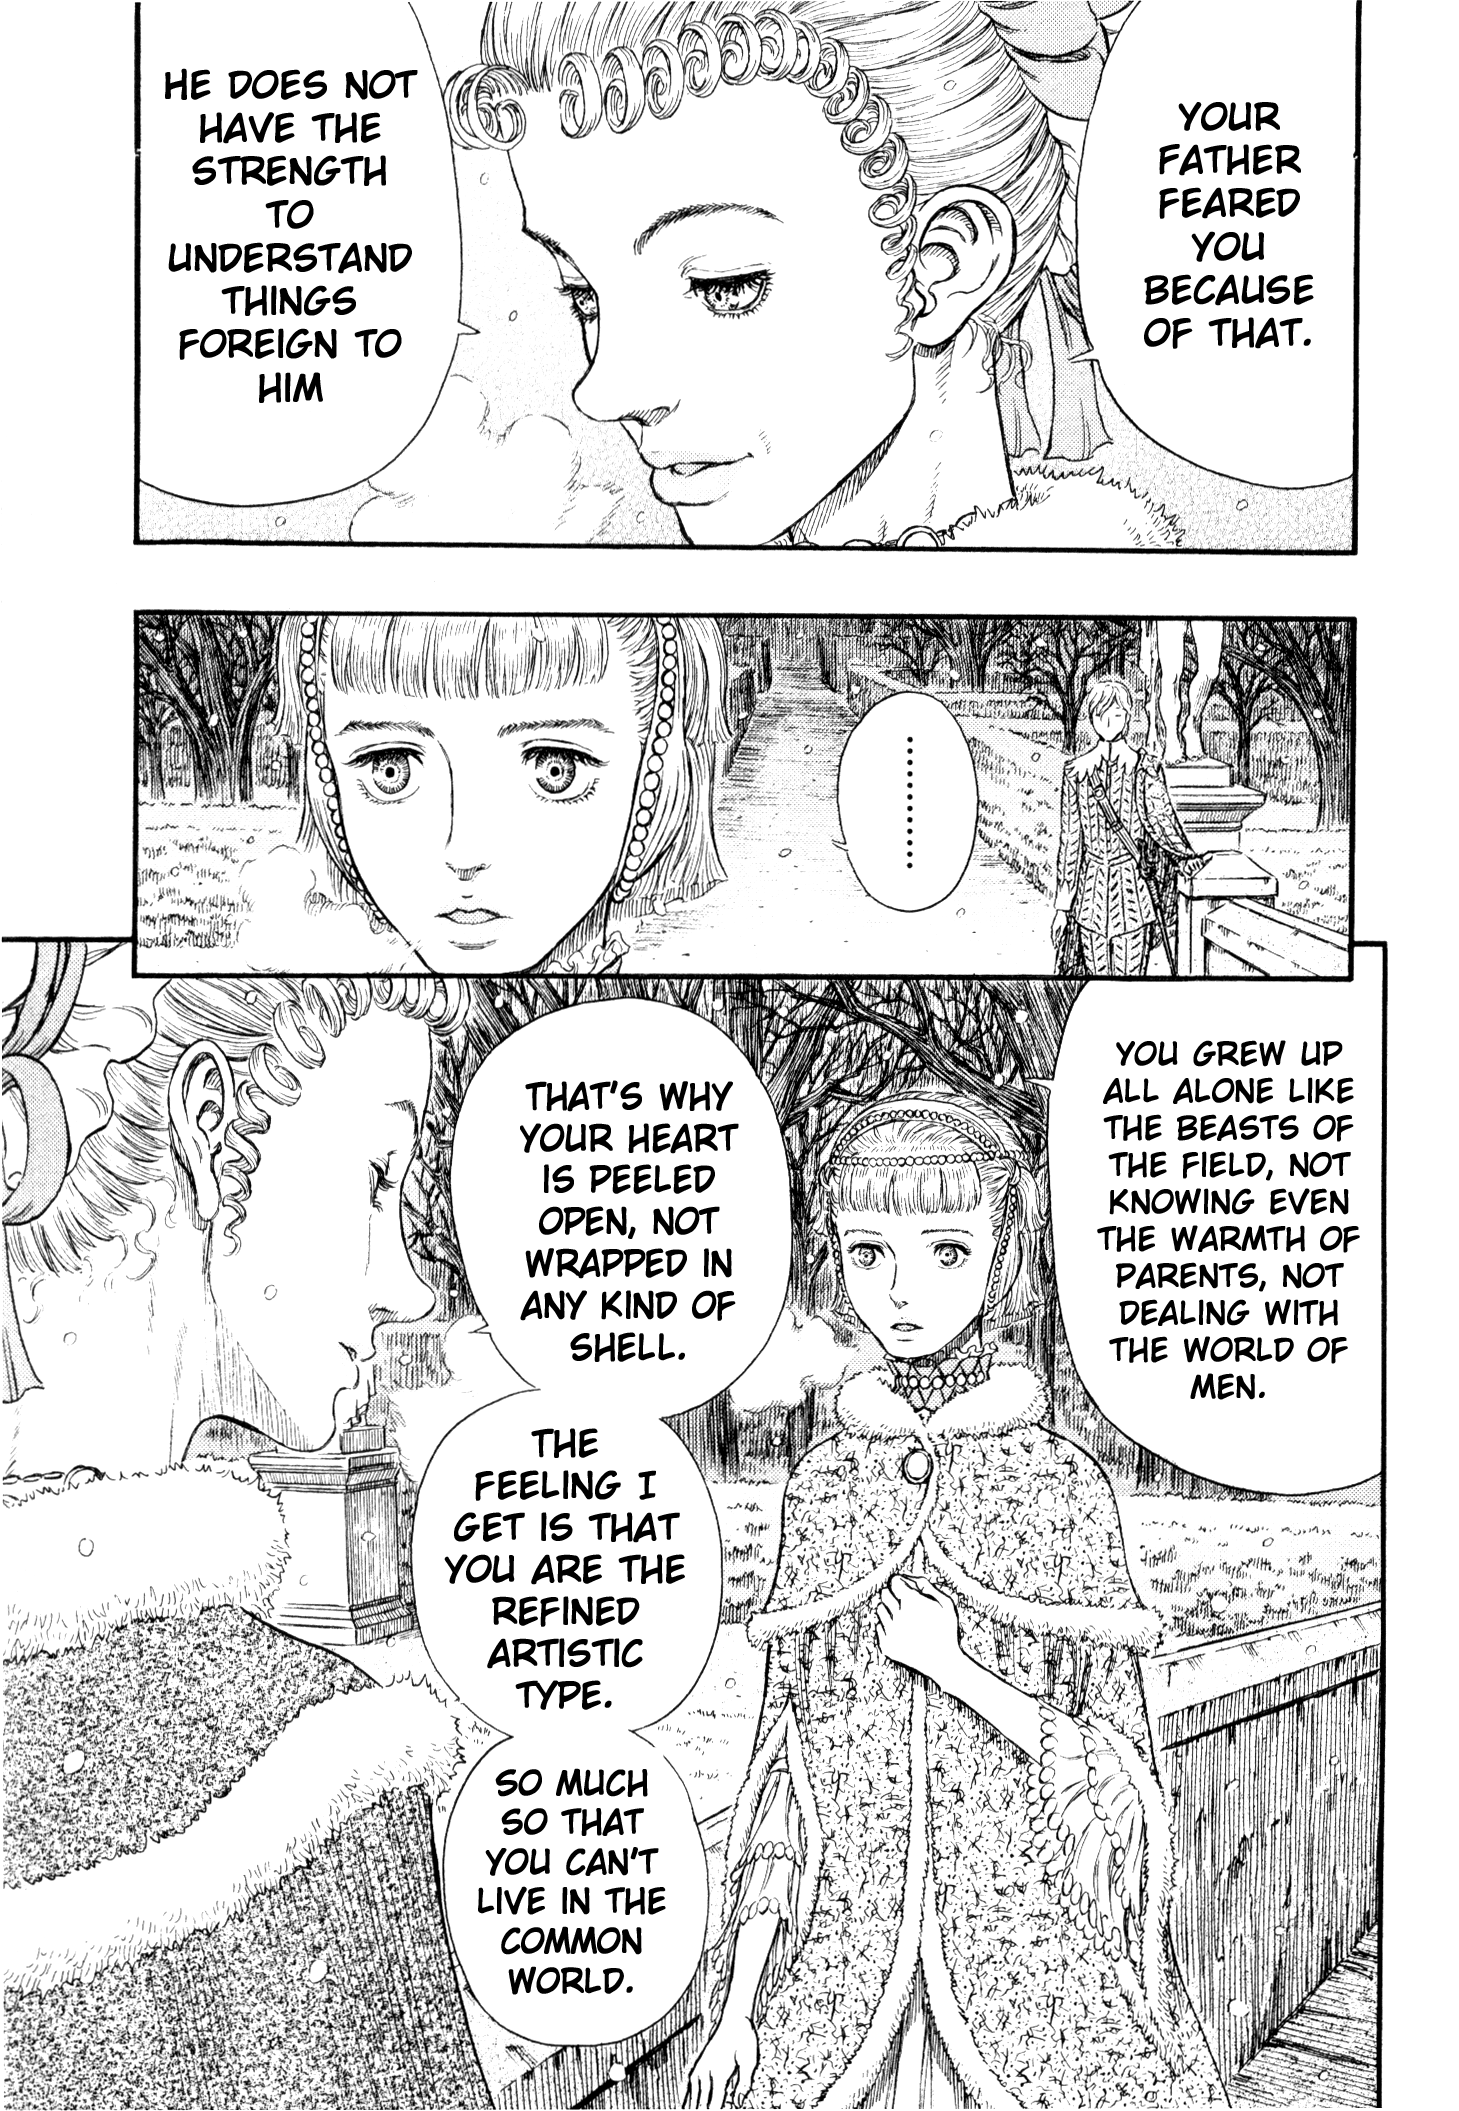 YOUR
FATHER
FEARED
YOU
BECAUSE
OF THAT.
HE DOES NOT
HAVE THE
STRENGTH
TO
UNDERSTAND
THINGS
FOREIGN TO
HIM
.........
YOU GREW UP
ALL ALONE LIKE
THE BEASTS OF
THE FIELD, NOT
KNOWING EVEN
THE WARMTH OF
PARENTS, NOT
DEALING WITH
THE WORLD OF
MEN.
THAT'S WHY
YOUR HEART
IS PEELED
OPEN, NOT
WRAPPED IN
ANY KIND OF
SHELL.
THE
FEELING I
GET IS THAT
YOU ARE THE
REFINED
ARTISTIC
TYPE.
SO MUCH
SO THAT
YOU CAN'T
LIVE IN THE
COMMON
WORLD.